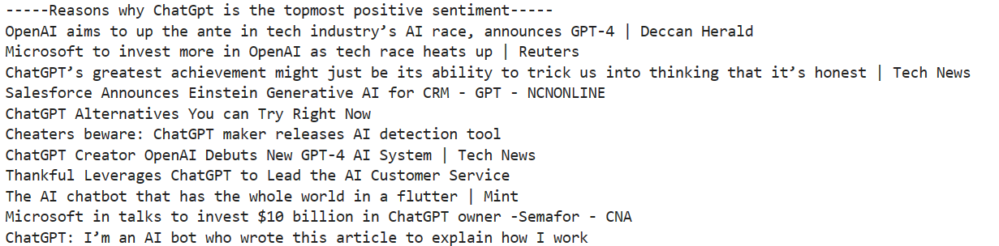 -----Reasons why ChatGpt is the topmost positive sentiment-----
OpenAI aims to up the ante in tech industry’s AI race, announces GPT-4 | Deccan Herald
Microsoft to invest more in OpenAI as tech race heats up | Reuters
ChatGPT’s greatest achievement might just be its ability to trick us into thinking that it’s honest | Tech News
Salesforce Announces Einstein Generative AI for CRM - GPT - NCNONLINE
ChatGPT Alternatives You can Try Right Now
Cheaters beware: ChatGPT maker releases AI detection tool
ChatGPT Creator OpenAI Debuts New GPT-4 AI System | Tech News
Thankful Leverages ChatGPT to Lead the AI Customer Service
The AI chatbot that has the whole world in a flutter | Mint
Microsoft in talks to invest $10 billion in ChatGPT owner -Semafor - CNA
ChatGPT: I’m an AI bot who wrote this article to explain how I work